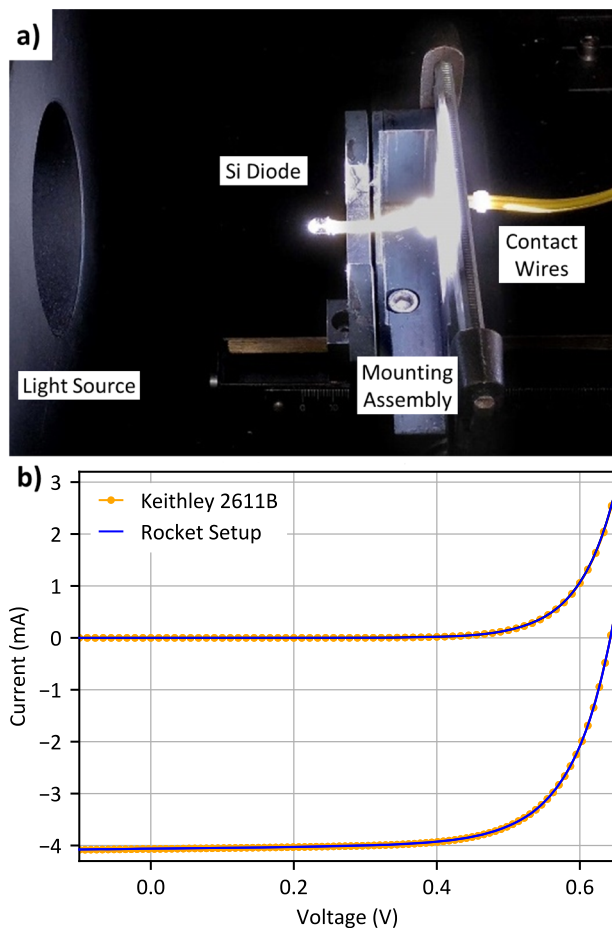 a)
Si Diode
Contact
Wires
Light Source
Mounting
Assembly
b)
Keithley 2611B
Rocket Setup
3
2
1
0
−1
−2
−3
−4
Current (mA)
0.0
0.2
0.4
0.6
Voltage (V)